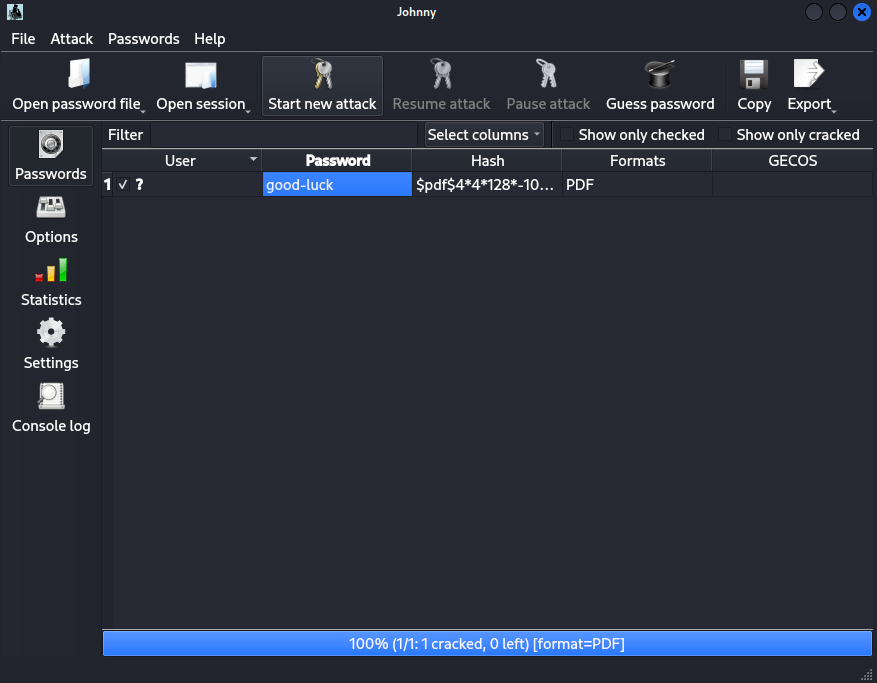 Johnny
File Attack Passwords Help
Open password file Open session Start new attack Resume attack Pause attack Guess password Copy Export
Filter Select columns Show only checked Show only cracked
Passwords
Options
Statistics
Settings
Console log
User Password Hash Formats GECOS
1 ? good-luck $pdf$4*4*128*-10... PDF
100% (1/1: 1 cracked, 0 left) [format=PDF]